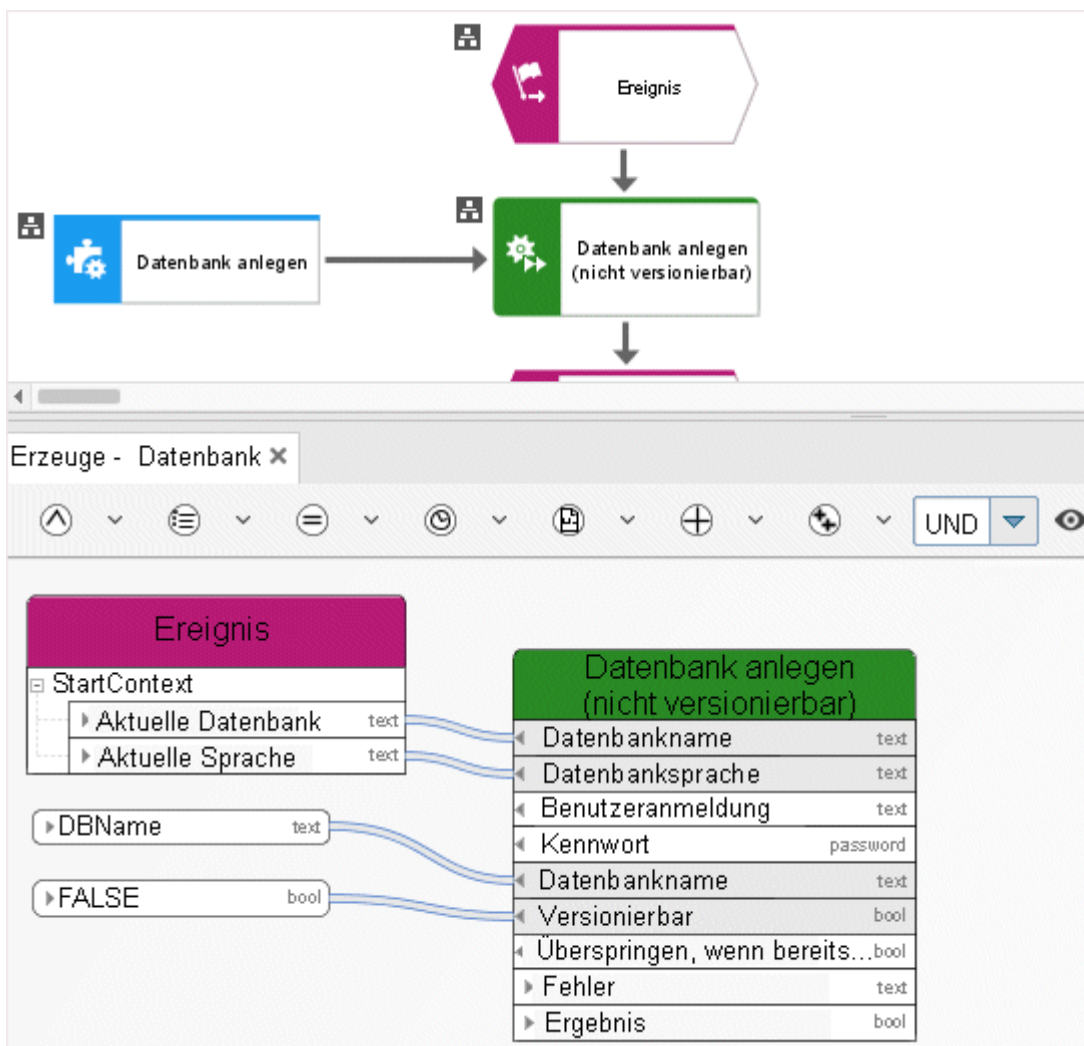 Ereignis
Datenbank anlegen
Datenbank anlegen
(nicht versionierbar)
Erzeuge - Datenbank
UND
Ereignis
StartContext
Aktuelle Datenbank text
Aktuelle Sprache text
DBName text
FALSE bool
Datenbank anlegen
(nicht versionierbar)
Datenbankname text
Datenbanksprache text
Benutzeranmeldung text
Kennwort password
Datenbankname text
Versionierbar bool
Überspringen, wenn bereits...bool
Fehler text
Ergebnis bool